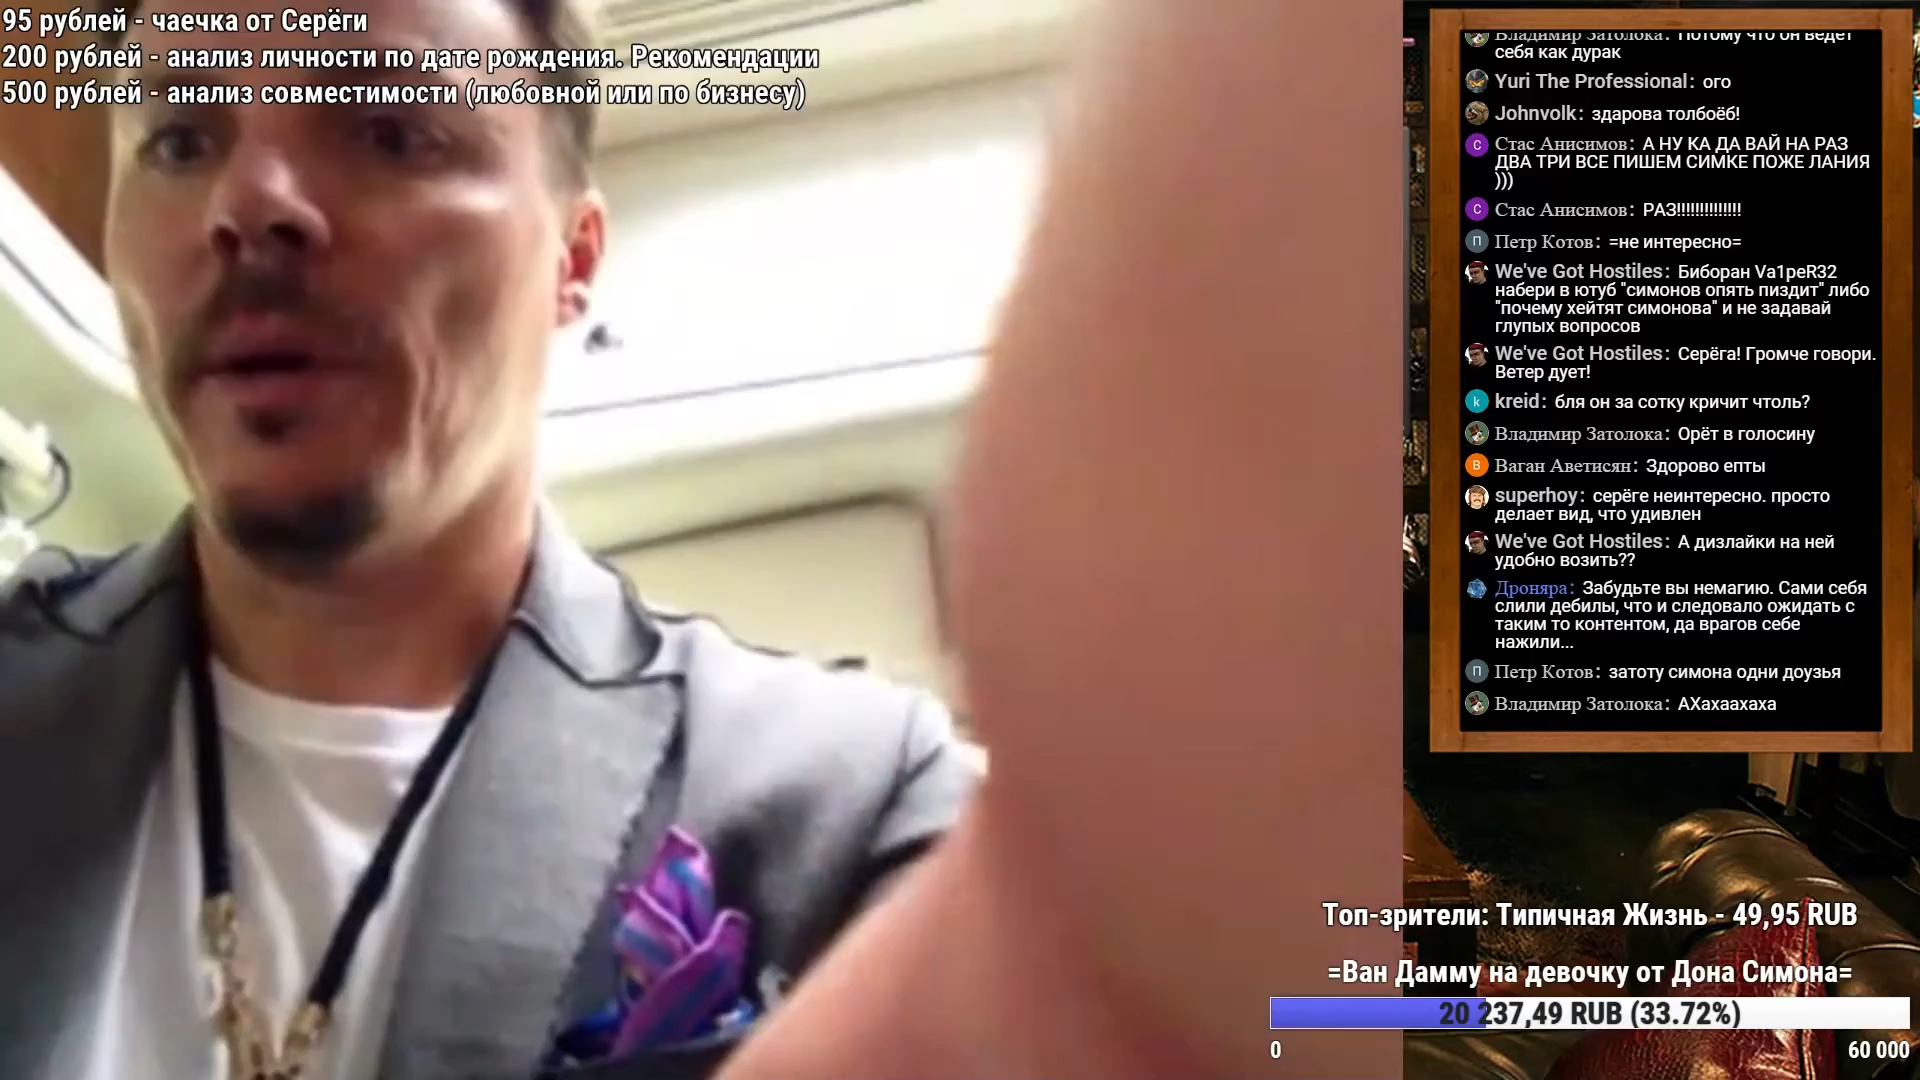 95 рублей - чаечка от Серёги
200 рублей - анализ личности по дате рождения. Рекомендации
500 рублей - анализ совместимости (любовной или по бизнесу)
Владимир Затолока: Потому что он ведет
себя как дурак
Yuri The Professional: ого
Johnvolk: здарова толбоёб!
Стас Анисимов: А НУ КА ДА ВАЙ НА РАЗ
ДВА ТРИ ВСЕ ПИШЕМ СИМКЕ ПОЖЕ ЛАНИЯ
)))
Стас Анисимов: РАЗ!!!!!!!!!!!!!!
Петр Котов: =не интересно=
We've Got Hostiles: Биборан Va1peR32
набери в ютуб "симонов опять пиздит" либо
"почему хейтят симонова" и не задавай
глупых вопросов
We've Got Hostiles: Серёга! Громче говори.
Ветер дует!
kreid: бля он за сотку кричит чтоль?
Владимир Затолока: Орёт в голосину
Ваган Аветисян: Здорово епты
superhoy: серёге неинтересно. просто
делает вид, что удивлен
We've Got Hostiles: А дизлайки на ней
удобно возить??
Дроняра: Забудьте вы немагию. Сами себя
слили дебилы, что и следовало ожидать с
таким то контентом, да врагов себе
нажили...
Петр Котов: затоту симона одни доузья
Владимир Затолока: АХахаахаха
Топ-зрители: Типичная Жизнь - 49,95 RUB
=Ван Дамму на девочку от Дона Симона=
20 237,49 RUB (33.72%)
0
60 000